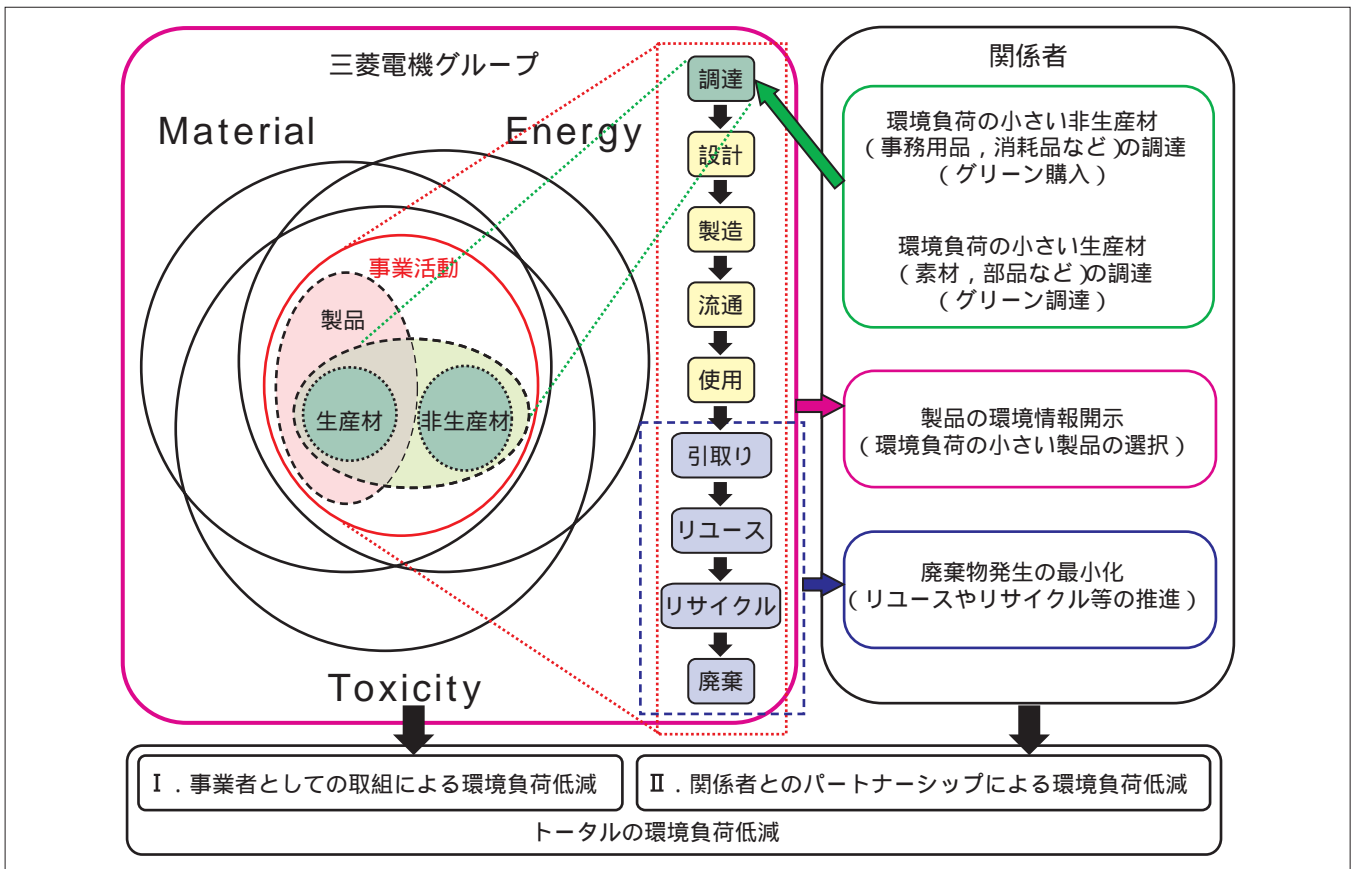 三菱電機グループ
Material
Energy
Toxicity
事業活動
製品
生産材
非生産材
調達
設計
製造
流通
使用
引取り
リユース
リサイクル
廃棄
関係者
環境負荷の小さい非生産材
(事務用品,消耗品など)の調達
(グリーン購入)
環境負荷の小さい生産材
(素材,部品など)の調達
(グリーン調達)
製品の環境情報開示
(環境負荷の小さい製品の選択)
廃棄物発生の最小化
(リユースやリサイクル等の推進)
Ⅰ.事業者としての取組による環境負荷低減
Ⅱ.関係者とのパートナーシップによる環境負荷低減
トータルの環境負荷低減